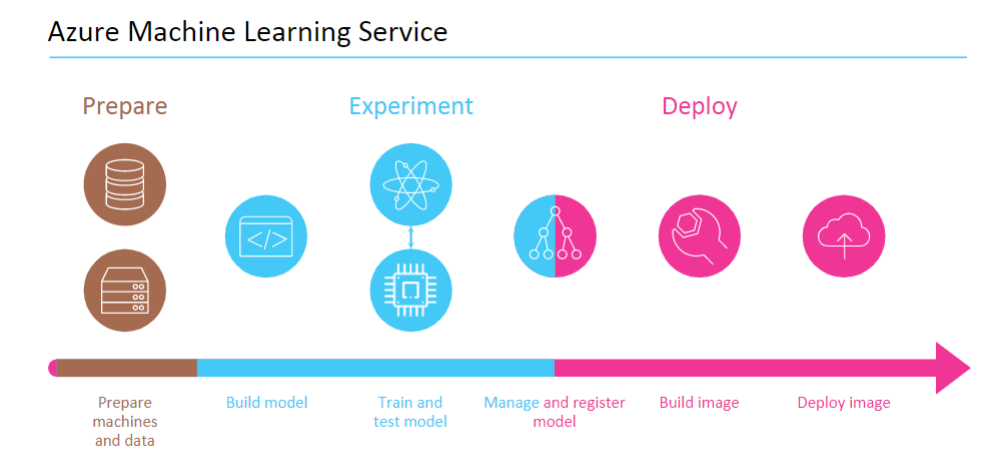 Azure Machine Learning Service
Prepare
Experiment
Deploy
</>
Prepare
machines
and data
Build model
Train and
test model
Manage and register
model
Build image
Deploy image